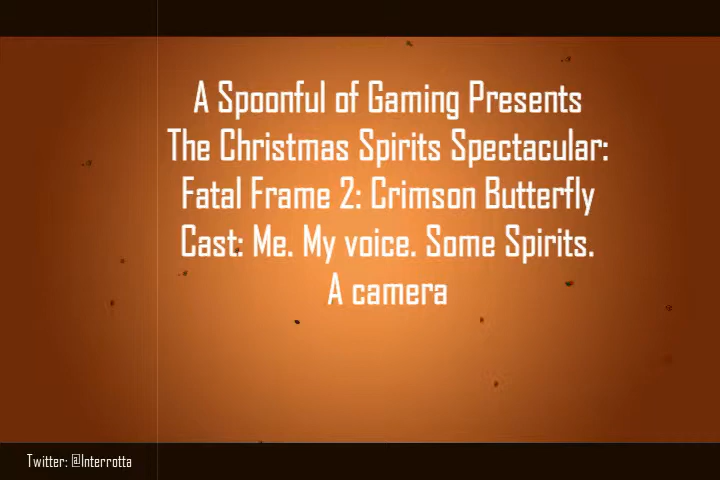 A Spoonful of Gaming Presents
The Christmas Spirits Spectacular:
Fatal Frame 2: Crimson Butterfly
Cast: Me. My voice. Some Spirits.
A camera
Twitter: @Interrotta